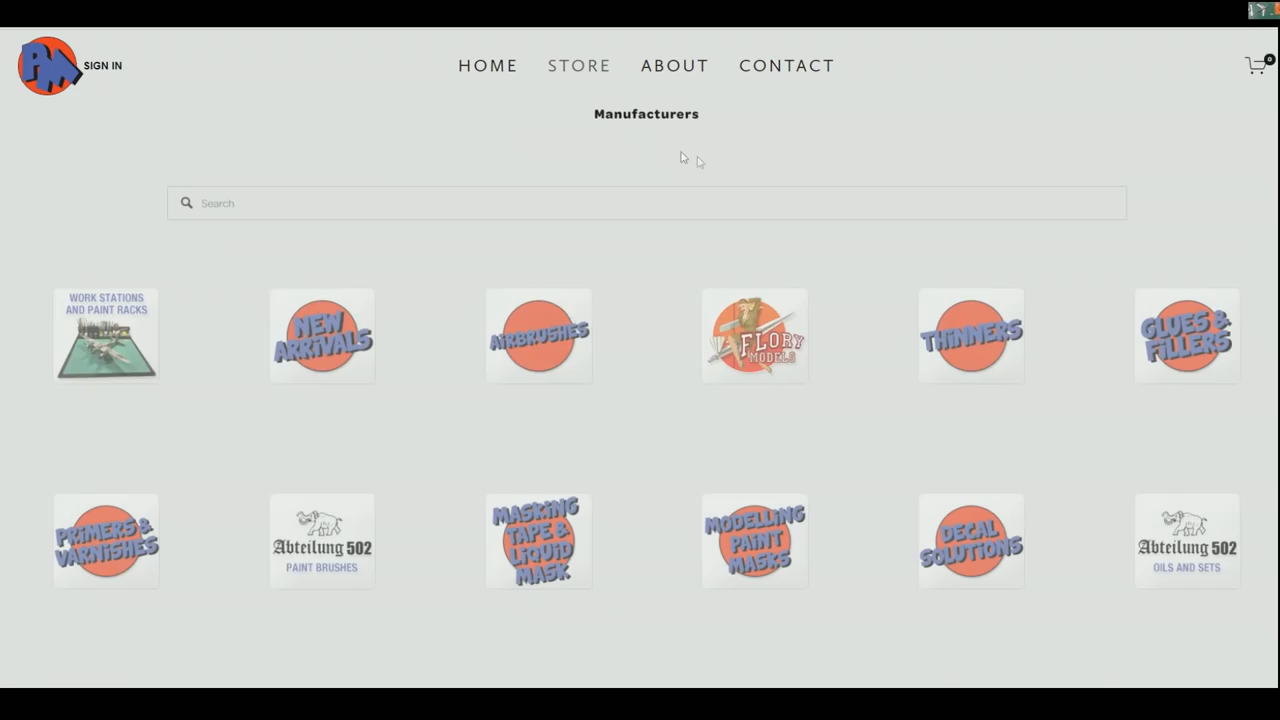 PM
SIGN IN
HOME
STORE
ABOUT
CONTACT
0
Manufacturers
Search
WORK STATIONS
AND PAINT RACKS
NEW
ARRIVALS
AIRBRUSHES
FLORY
MODELS
THINNERS
GLUES &
FILLERS
PRIMERS &
VARNISHES
Abteilung 502
PAINT BRUSHES
MASKING
TAPE &
LIQUID
MASK
MODELLING
PAINT
MASKS
DECAL
SOLUTIONS
Abteilung 502
OILS AND SETS